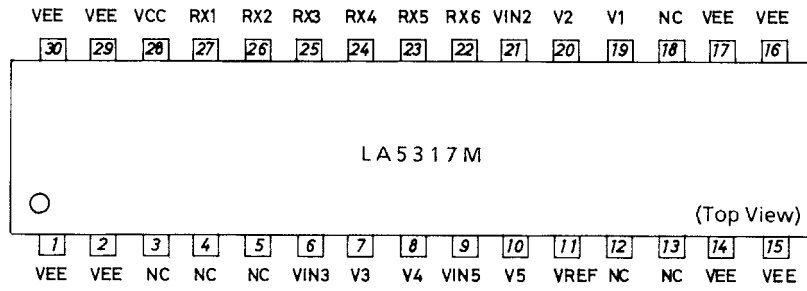 VEE VEE VCC RX1 RX2 RX3 RX4 RX5 RX6 VIN2 V2 V1 NC VEE VEE
30 29 28 27 26 25 24 23 22 21 20 19 18 17 16
LA5317M
(Top View)
1 2 3 4 5 6 7 8 9 10 11 12 13 14 15
VEE VEE NC NC NC VIN3 V3 V4 VIN5 V5 VREF NC NC VEE VEE